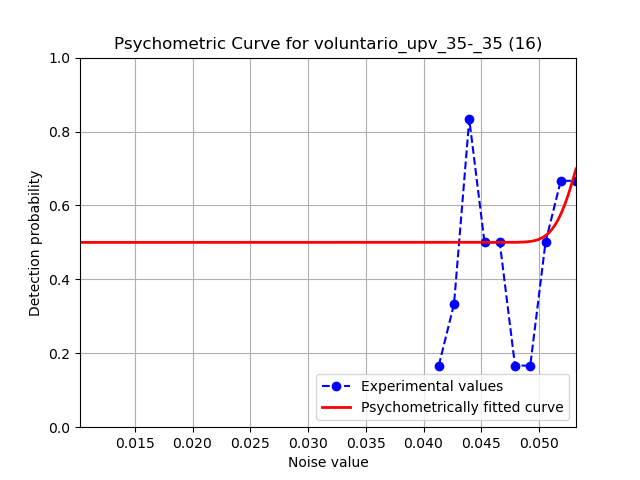 Psychometric Curve for voluntario_upv_35-_35 (16)
1.0
0.8
0.6
0.4
0.2
0.0
Detection probability
Experimental values
Psychometrically fitted curve
0.015 0.020 0.025 0.030 0.035 0.040 0.045 0.050
Noise value